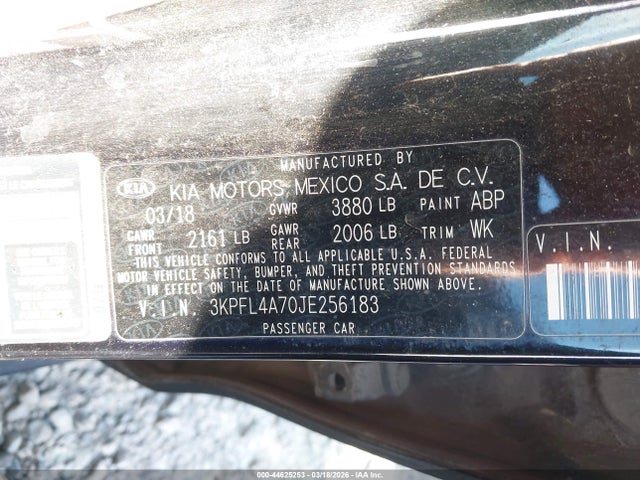 MANUFACTURED BY
KIA KIA MOTORS MEXICO S.A. DE C.V.
03/18 GVWR 3880 LB PAINT ABP
GAWR FRONT 2161 LB GAWR REAR 2006 LB TRIM WK
THIS VEHICLE CONFORMS TO ALL APPLICABLE U.S.A. FEDERAL
MOTOR VEHICLE SAFETY, BUMPER, AND THEFT PREVENTION STANDARDS
IN EFFECT ON THE DATE OF MANUFACTURE SHOWN ABOVE.
V.I.N. 3KPFL4A70JE256183
PASSENGER CAR
V.I.N.
000-44625253 | 03/18/2026 - COPART